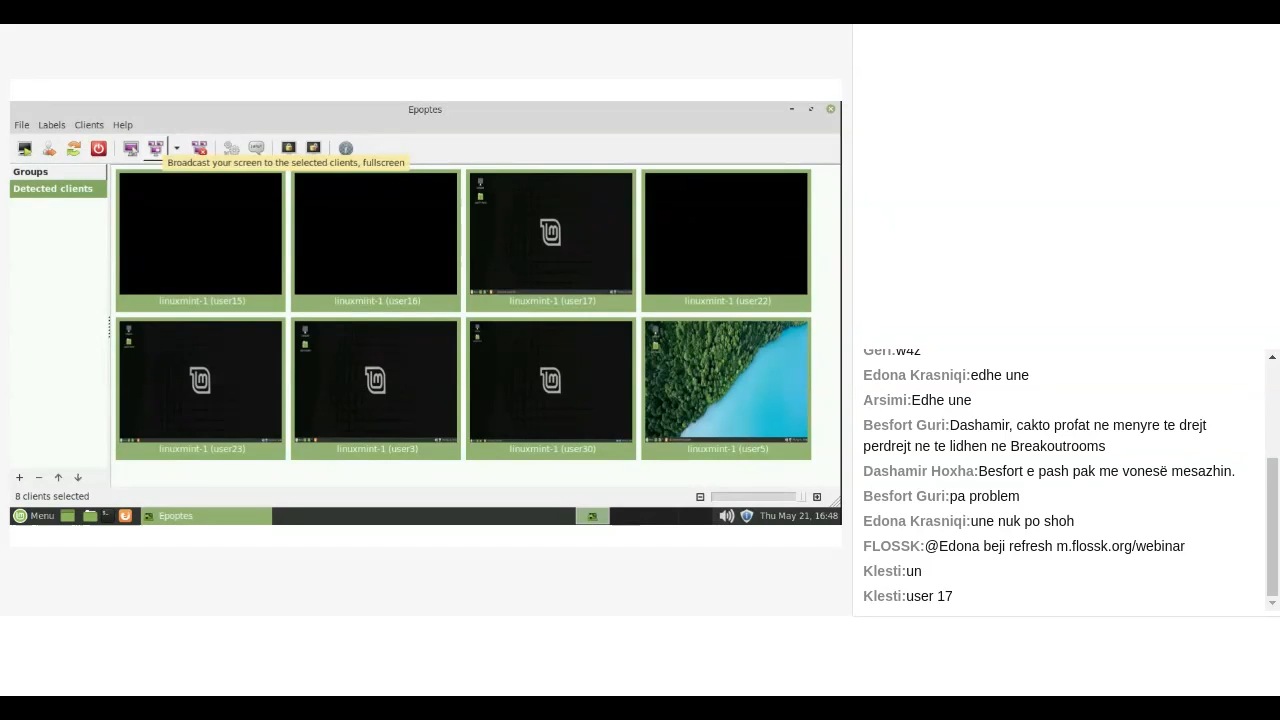 Epoptes
File Labels Clients Help
Broadcast your screen to the selected clients, fullscreen
Groups
Detected clients
linuxmint-1 (user15)
linuxmint-1 (user16)
linuxmint-1 (user17)
linuxmint-1 (user22)
linuxmint-1 (user23)
linuxmint-1 (user3)
linuxmint-1 (user30)
linuxmint-1 (user5)
8 clients selected
Menu
Epoptes
Thu May 21, 16:48
Geri:w42
Edona Krasniqi:edhe une
Arsimi:Edhe une
Besfort Guri:Dashamir, cakto profat ne menyre te drejt
perdrejt ne te lidhen ne Breakoutrooms
Dashamir Hoxha:Besfort e pash pak me vonesë mesazhin.
Besfort Guri:pa problem
Edona Krasniqi:une nuk po shoh
FLOSSK:@Edona beji refresh m.flossk.org/webinar
Klesti:un
Klesti:user 17